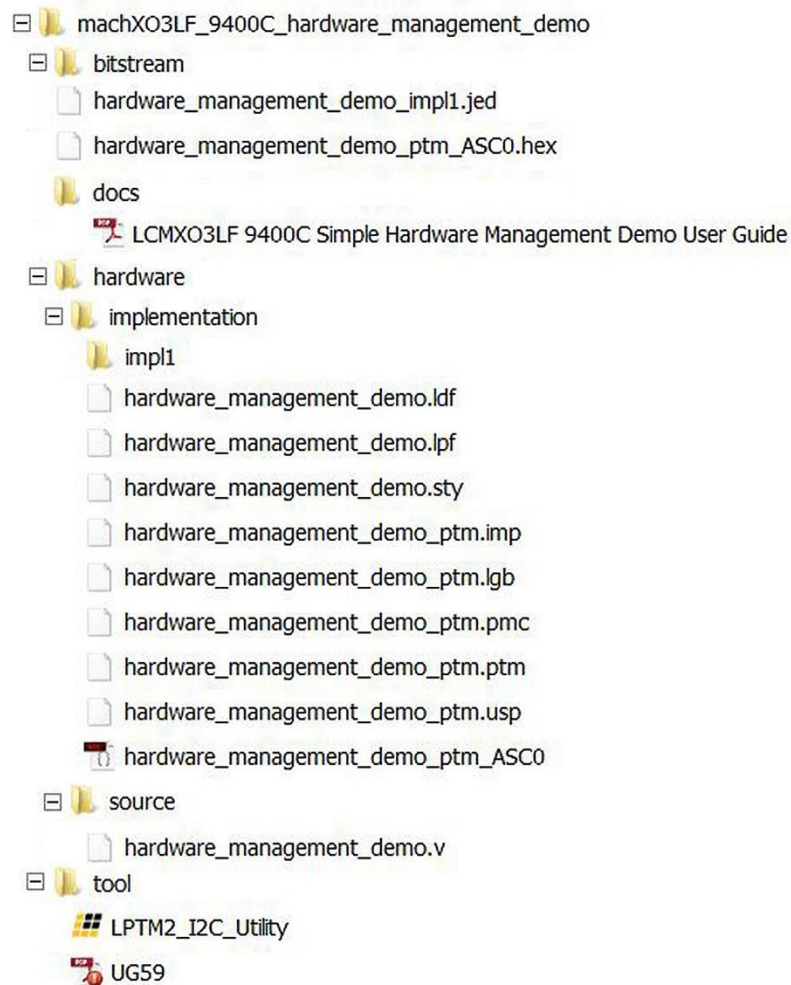 machXO3LF_9400C_hardware_management_demo
bitstream
hardware_management_demo_impl1.jed
hardware_management_demo_ptm_ASC0.hex
docs
LCMXO3LF 9400C Simple Hardware Management Demo User Guide
hardware
implementation
impl1
hardware_management_demo.ldf
hardware_management_demo.lpf
hardware_management_demo.sty
hardware_management_demo_ptm.imp
hardware_management_demo_ptm.lgb
hardware_management_demo_ptm.pmc
hardware_management_demo_ptm.ptm
hardware_management_demo_ptm.usp
hardware_management_demo_ptm_ASC0
source
hardware_management_demo.v
tool
LPTM2_I2C_Utility
UG59